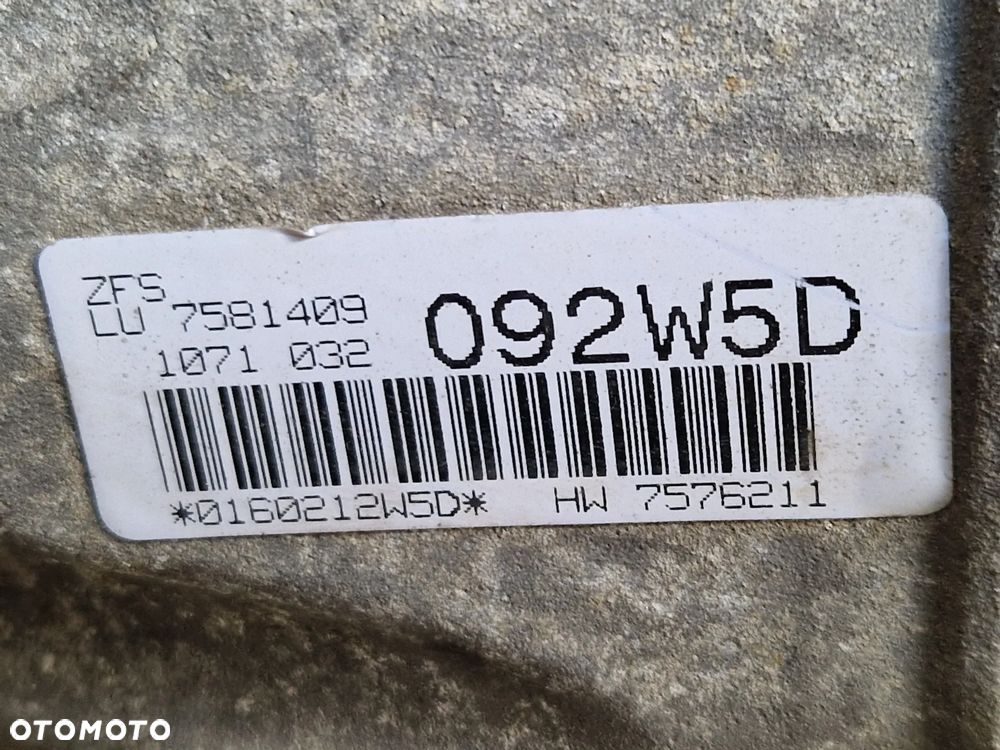 ZFS
LU 7581409
1071 032
092W5D
*0160212W5D* HW 7576211
OTOMOTO